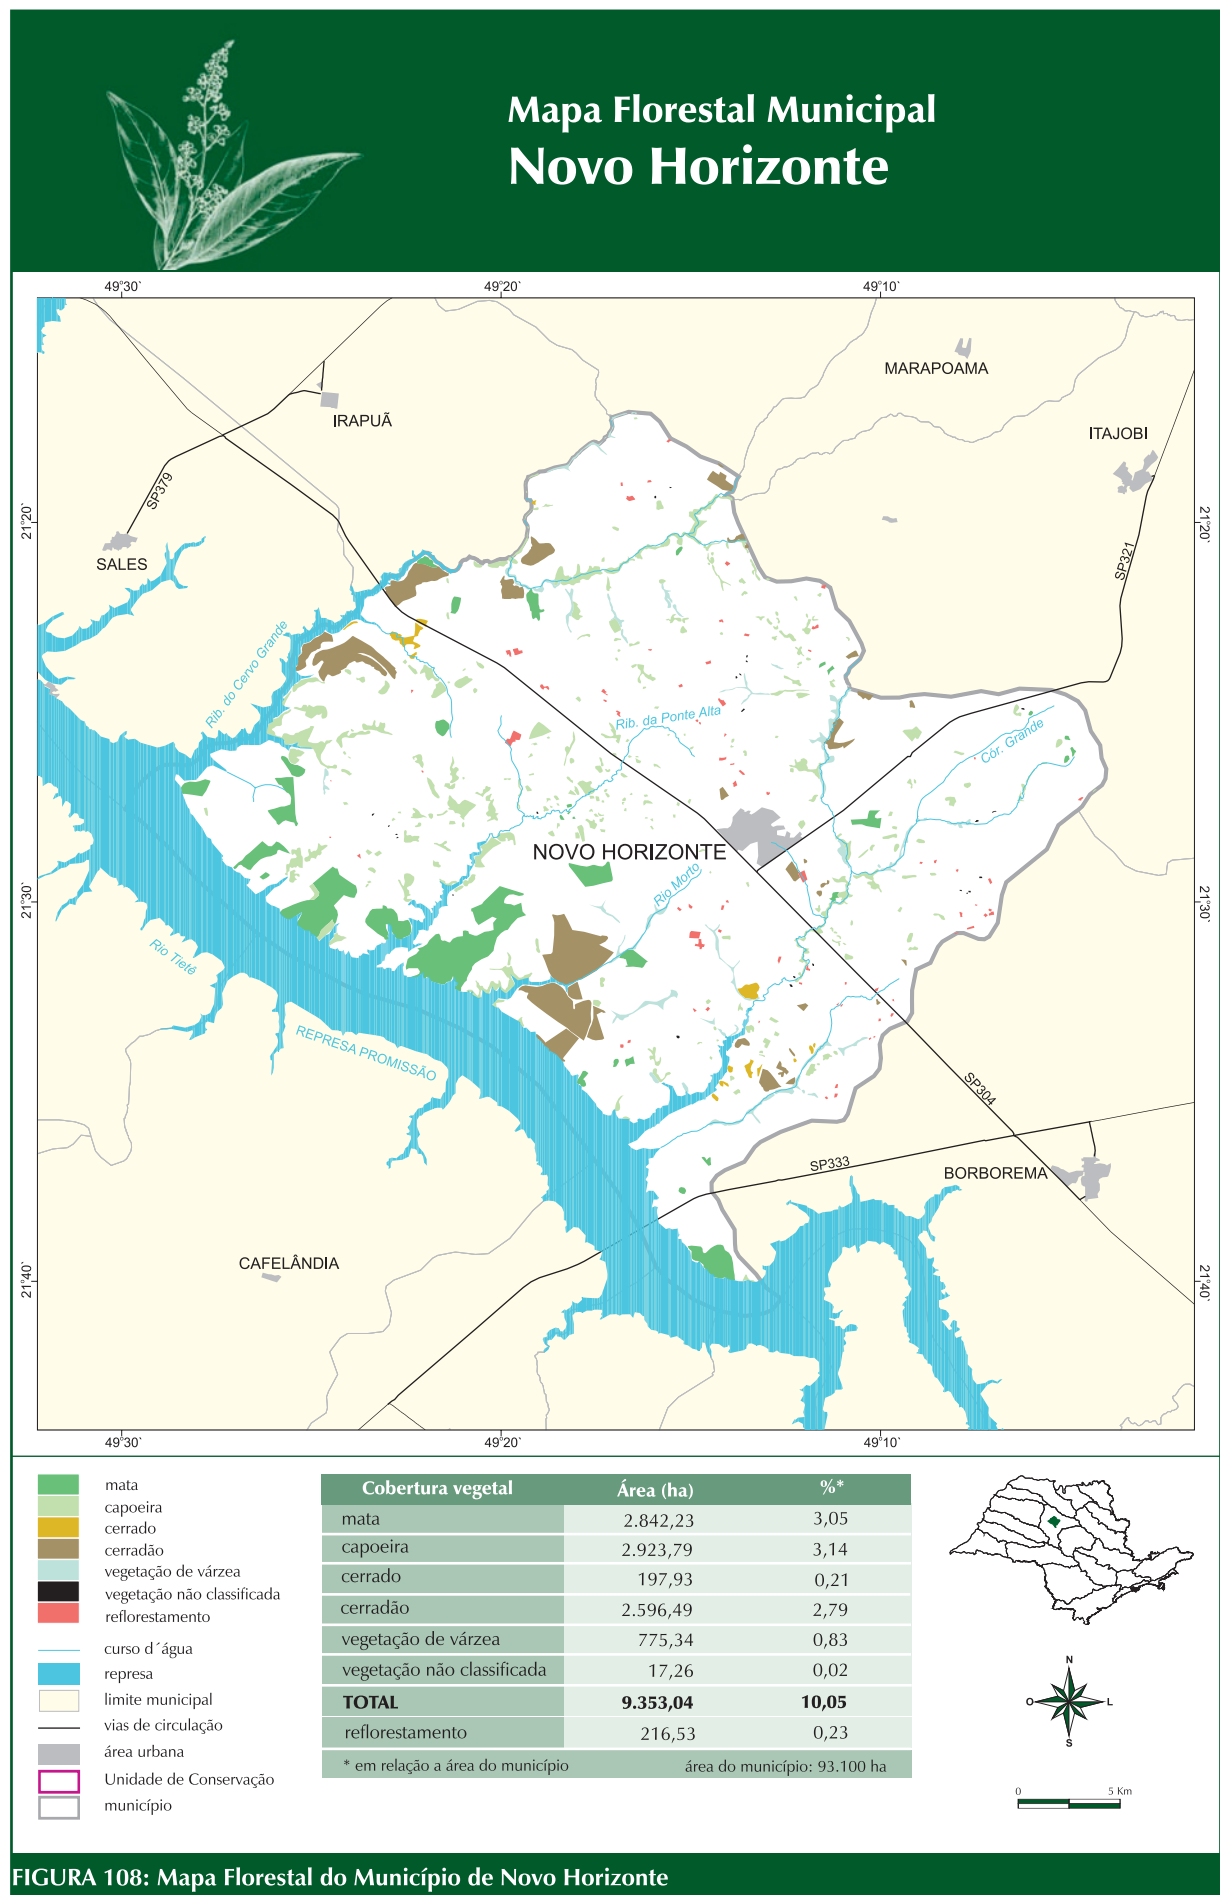 Mapa Florestal Municipal
Novo Horizonte
49°30`
49°20`
49°10`
MARAPOAMA
IRAPUÃ
ITAJOBI
SP379
21°20`
21°20`
SALES
SP321
Rib. do Cervo Grande
Rib. da Ponte Alta
Cór. Grande
NOVO HORIZONTE
Rio Morto
21°30`
21°30`
Rio Tietê
REPRESA PROMISSÃO
SP304
SP333
BORBOREMA
CAFELÂNDIA
21°40`
21°40`
49°30`
49°20`
49°10`
mata
capoeira
cerrado
cerradão
vegetação de várzea
vegetação não classificada
reflorestamento
curso d´água
represa
limite municipal
vias de circulação
área urbana
Unidade de Conservação
município
Cobertura vegetal Área (ha) %*
mata 2.842,23 3,05
capoeira 2.923,79 3,14
cerrado 197,93 0,21
cerradão 2.596,49 2,79
vegetação de várzea 775,34 0,83
vegetação não classificada 17,26 0,02
TOTAL 9.353,04 10,05
reflorestamento 216,53 0,23
* em relação a área do município área do município: 93.100 ha
N
O L
S
0 5 Km
FIGURA 108: Mapa Florestal do Município de Novo Horizonte